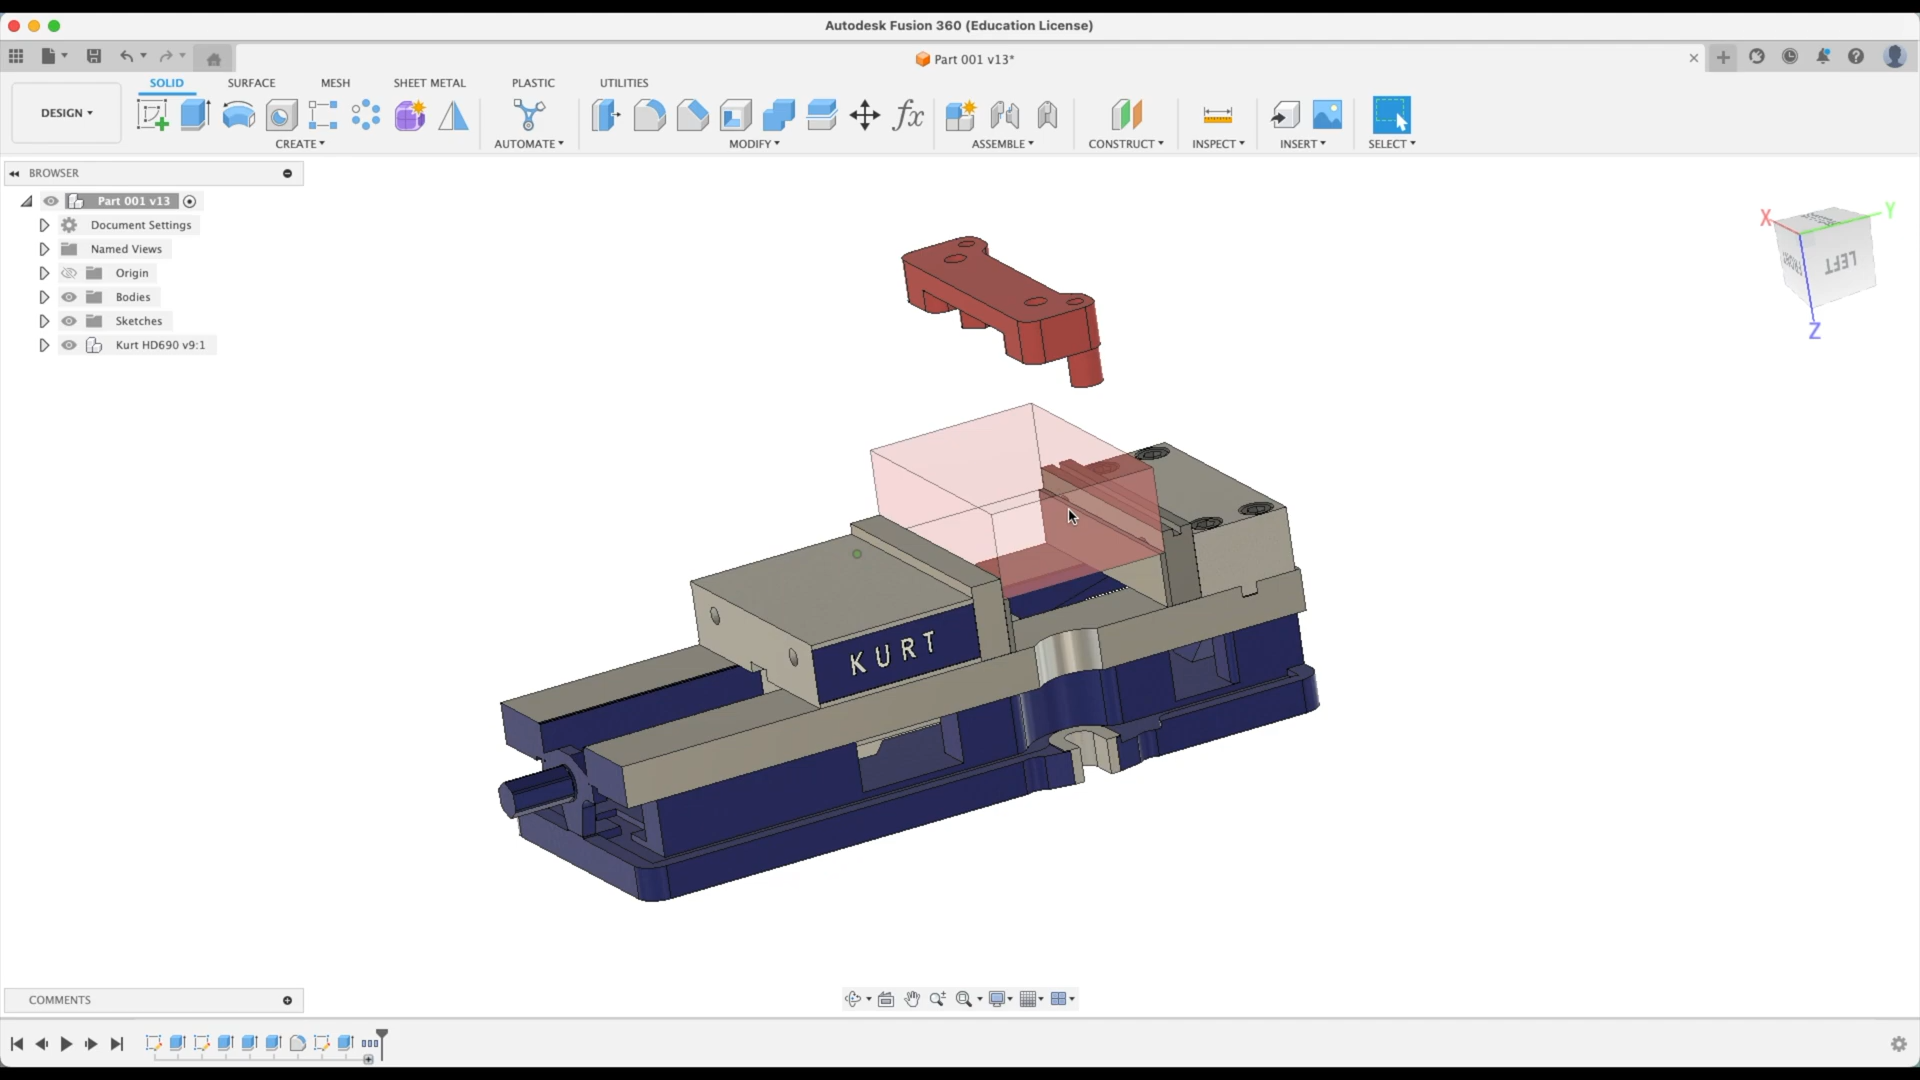 Autodesk Fusion 360 (Education License)
Part 001 v13*
SOLID SURFACE MESH SHEET METAL PLASTIC UTILITIES
DESIGN
fx
CREATE AUTOMATE MODIFY ASSEMBLE CONSTRUCT INSPECT INSERT SELECT
BROWSER
Part 001 v13
Document Settings
Named Views
Origin
Bodies
Sketches
Kurt HD690 v9:1
X Y
LEFT
Z
KURT
COMMENTS